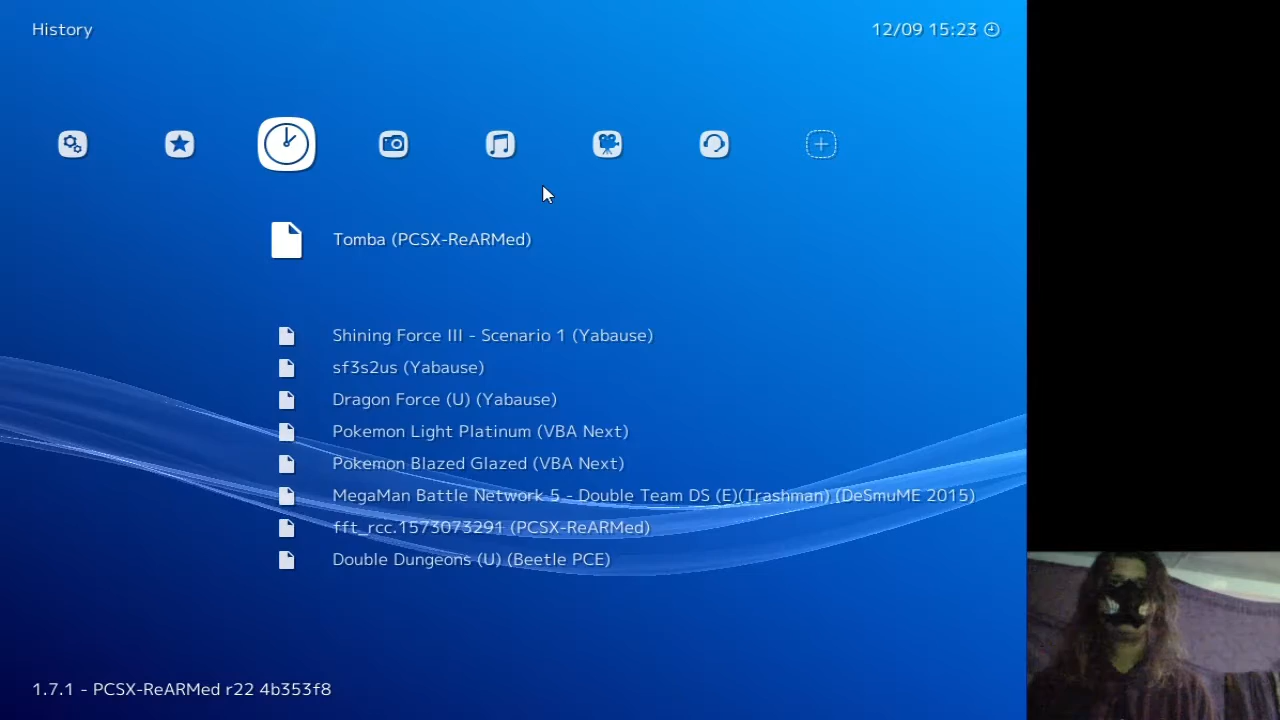 History
12/09 15:23
Tomba (PCSX-ReARMed)
Shining Force III - Scenario 1 (Yabause)
sf3s2us (Yabause)
Dragon Force (U) (Yabause)
Pokemon Light Platinum (VBA Next)
Pokemon Blazed Glazed (VBA Next)
MegaMan Battle Network 5 - Double Team DS (E)(Trashman) (DeSmuME 2015)
fft_rcc.1573073291 (PCSX-ReARMed)
Double Dungeons (U) (Beetle PCE)
1.7.1 - PCSX-ReARMed r22 4b353f8